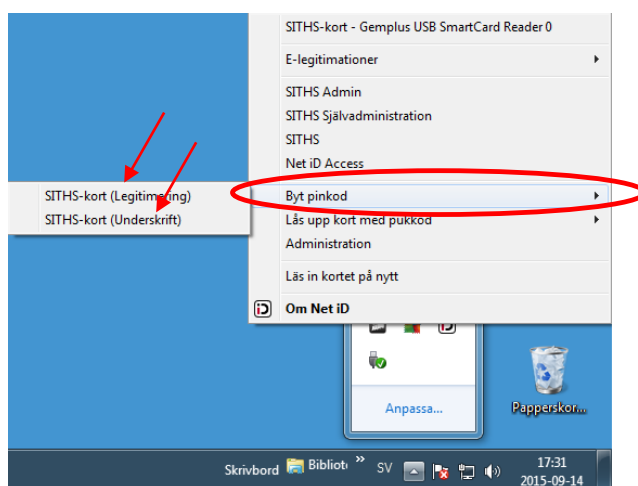 SITHS-kort - Gemplus USB SmartCard Reader 0
E-legitimationer
SITHS Admin
SITHS Självadministration
SITHS
Net iD Access
SITHS-kort (Legitimering)
Byt pinkod
SITHS-kort (Underskrift)
Lås upp kort med pukkod
Administration
Läs in kortet på nytt
Om Net iD
Anpassa...
Papperskor...
Skrivbord
»
SV
17:31
2015-09-14